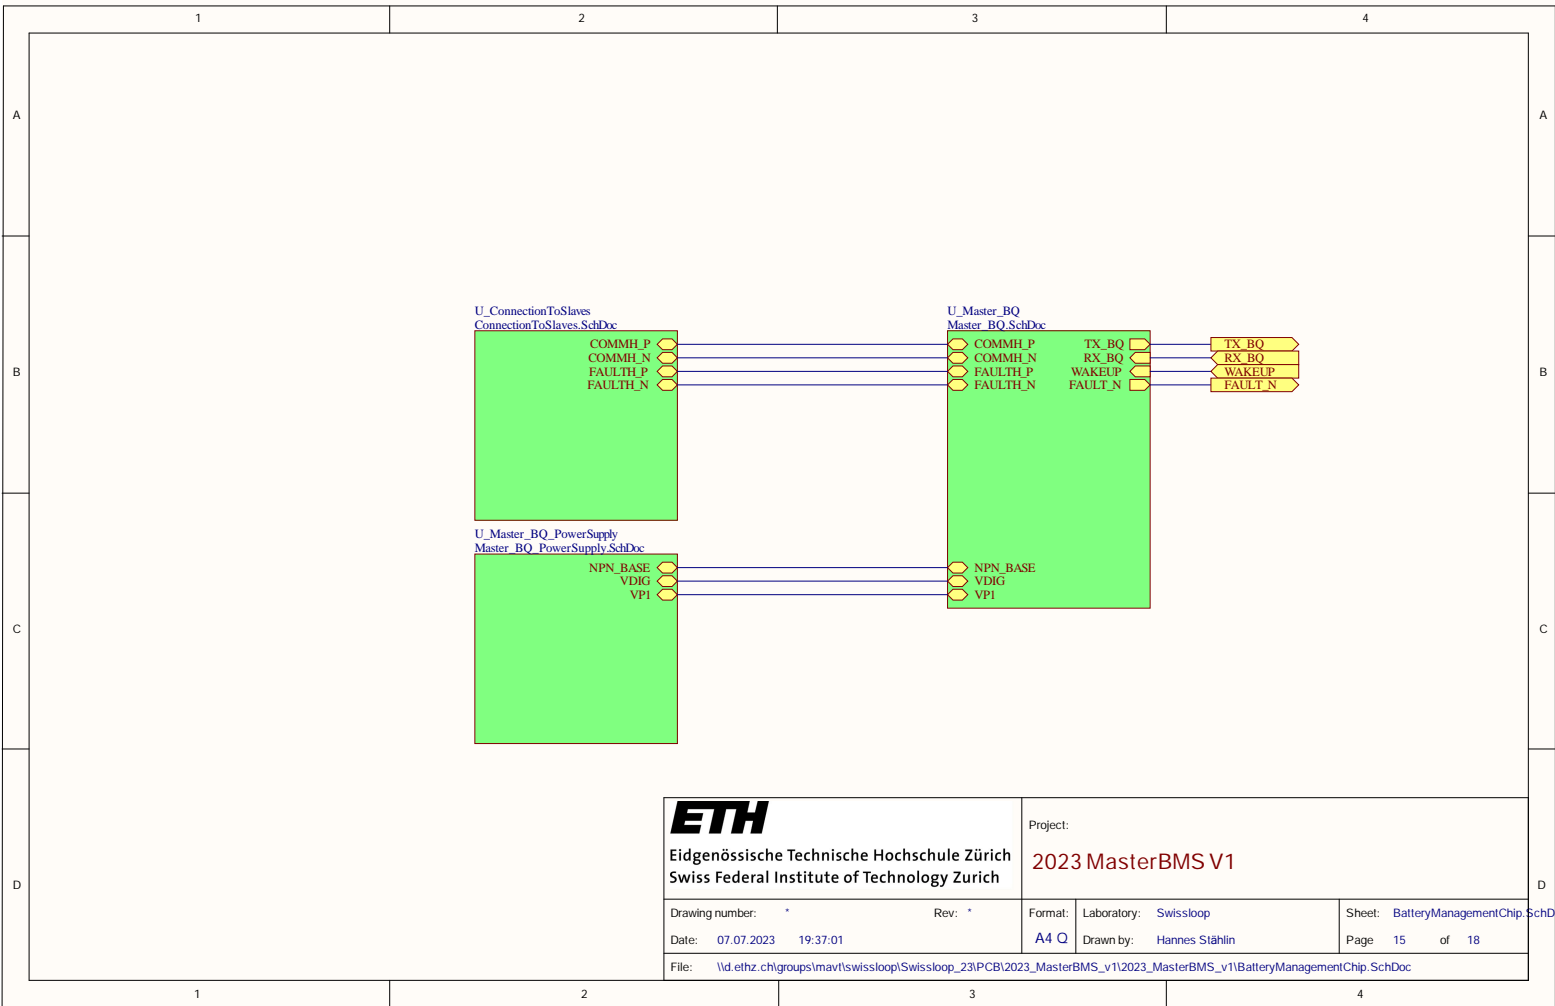 1 2 3 4
A A
U_ConnectionToSlaves
ConnectionToSlaves.SchDoc
COMMH_P
COMMH_N
FAULTH_P
FAULTH_N
U_Master_BQ
Master_BQ.SchDoc
COMMH_P TX_BQ TX_BQ
COMMH_N RX_BQ RX_BQ
FAULTH_P WAKEUP WAKEUP
FAULTH_N FAULT_N FAULT_N
B B
U_Master_BQ_PowerSupply
Master_BQ_PowerSupply.SchDoc
NPN_BASE NPN_BASE
VDIG VDIG
VP1 VP1
C C
ETH
Eidgenössische Technische Hochschule Zürich
Swiss Federal Institute of Technology Zurich
Project:
2023 MasterBMS V1
D D
Drawing number: * Rev: *
Date: 07.07.2023 19:37:01
Format:
A4 Q
Laboratory: Swissloop
Drawn by: Hannes Stählin
Sheet: BatteryManagementChip.SchD
Page 15 of 18
File: \\d.ethz.ch\groups\mavt\swissloop\Swissloop_23\PCB\2023_MasterBMS_v1\2023_MasterBMS_v1\BatteryManagementChip.SchDoc
1 2 3 4